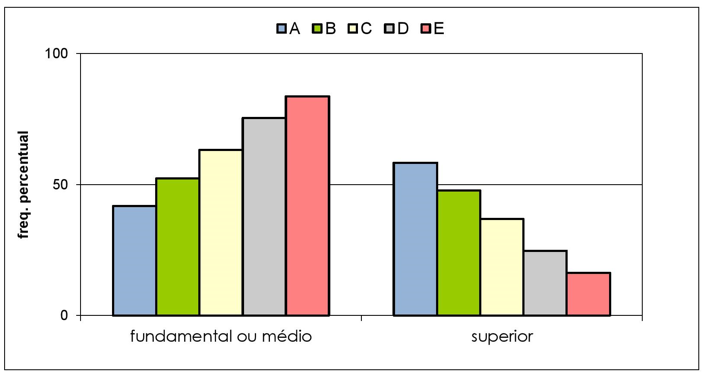 A B C D E
100
50
0
freq. percentual
fundamental ou médio
superior